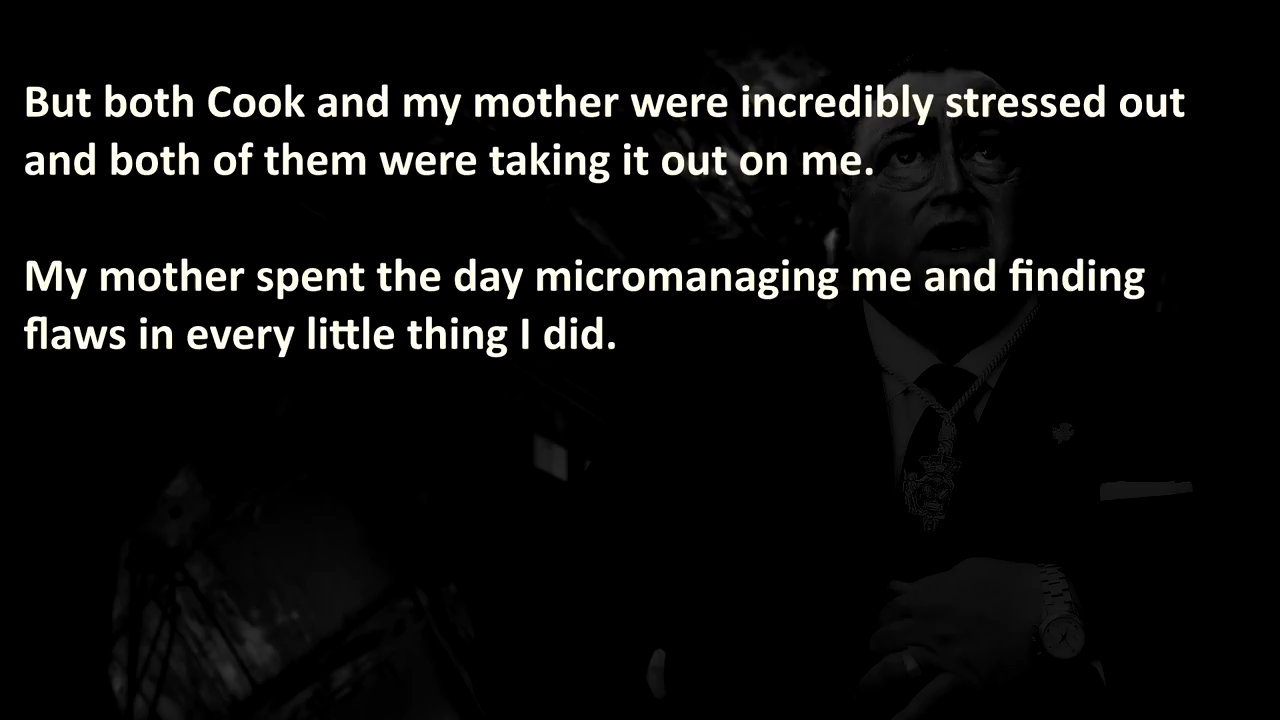 But both Cook and my mother were incredibly stressed out
and both of them were taking it out on me.
My mother spent the day micromanaging me and finding
flaws in every little thing I did.